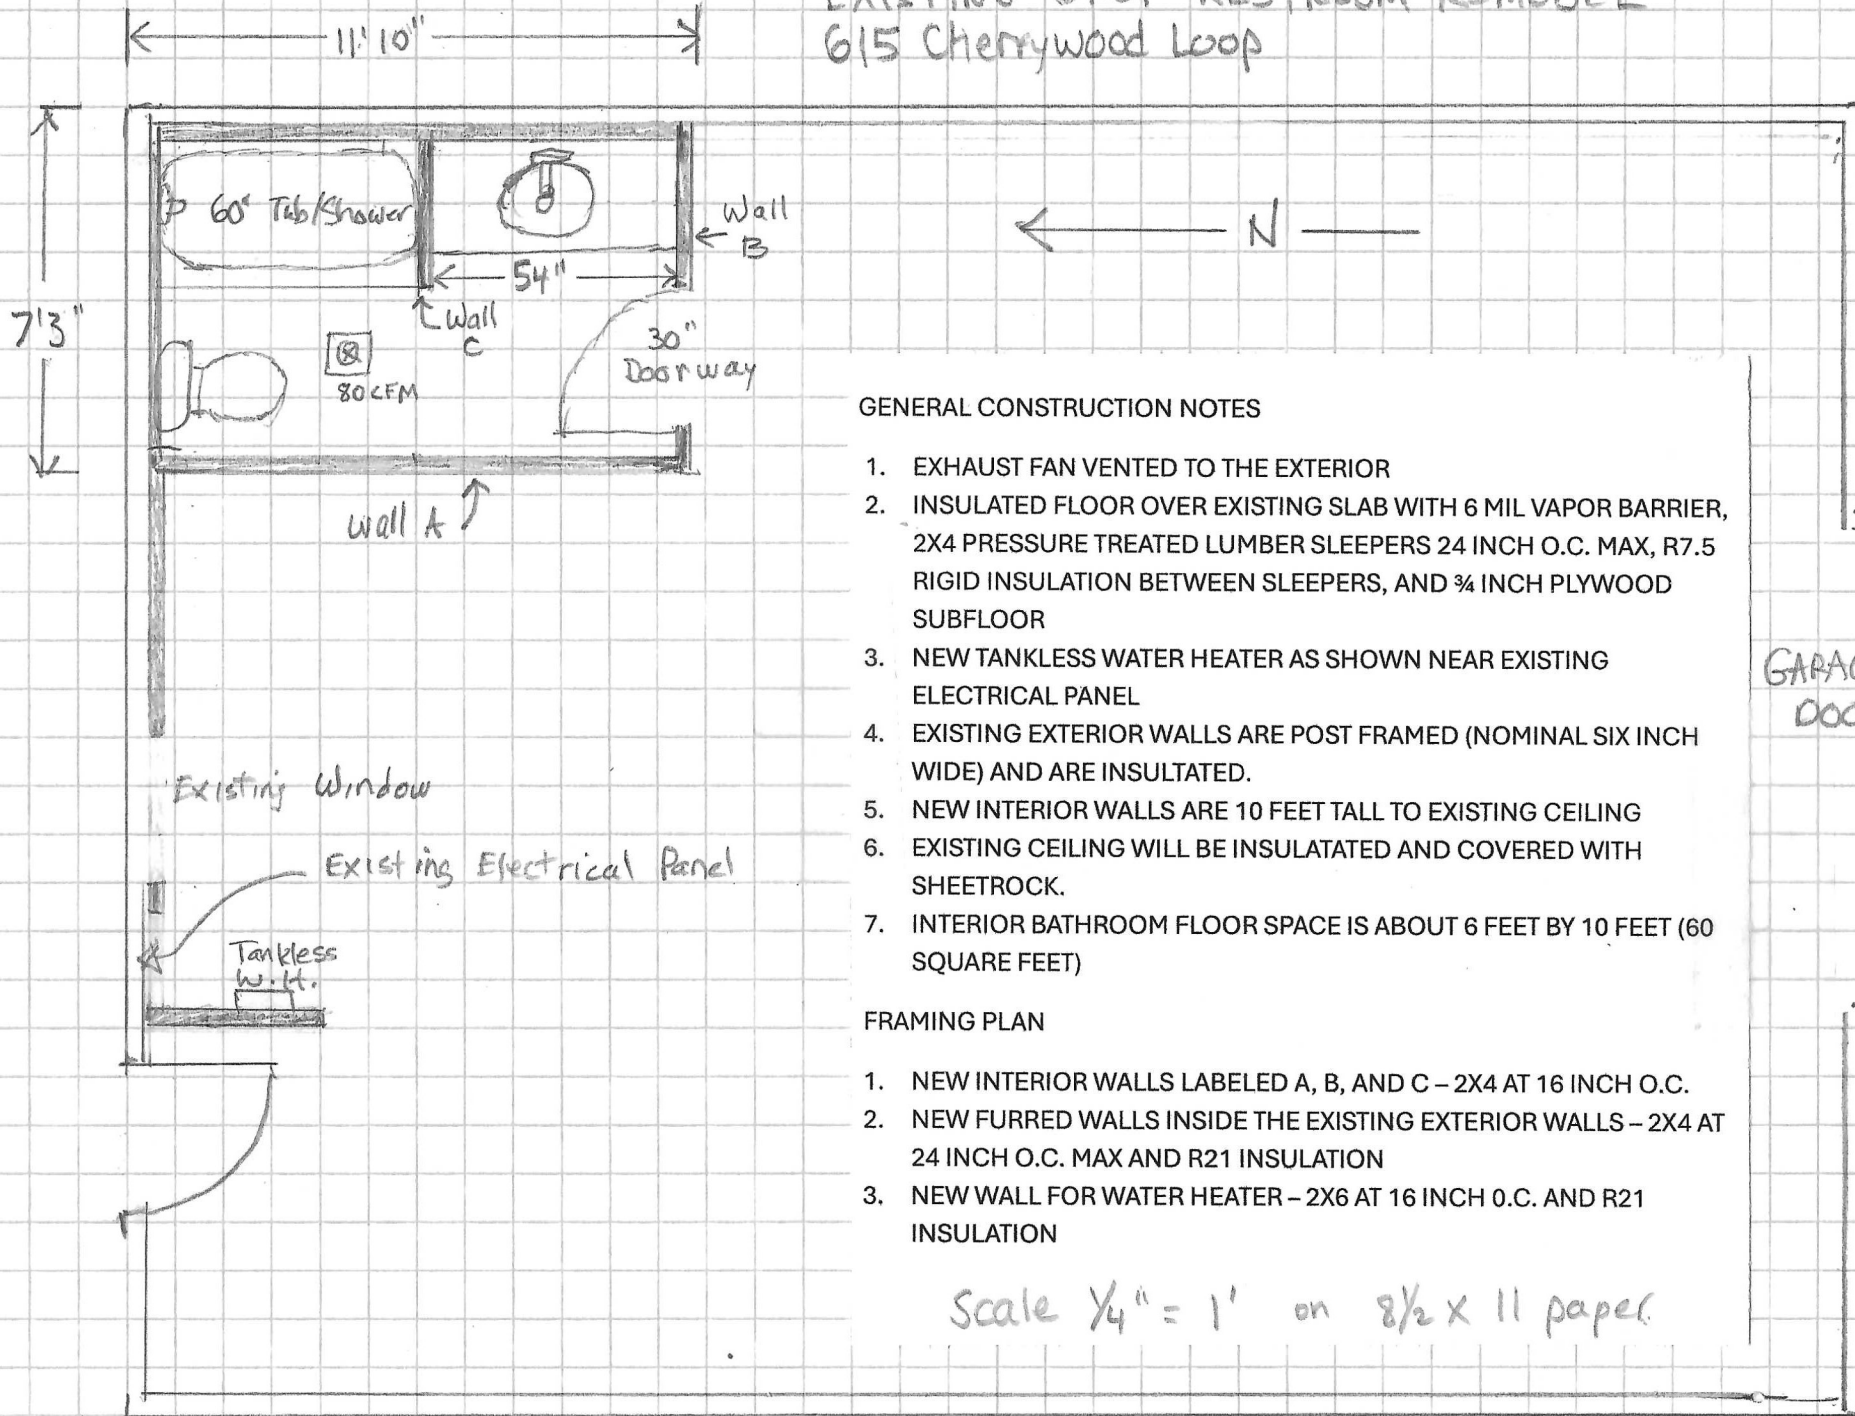 615 Cherrywood Loop
11'10"
7'3"
60" Tub/Shower
Wall
B
54"
Wall
C
30"
Doorway
80 CFM
Wall A
N
Existing Window
Existing Electrical Panel
Tankless
W.H.
GENERAL CONSTRUCTION NOTES
1. EXHAUST FAN VENTED TO THE EXTERIOR
2. INSULATED FLOOR OVER EXISTING SLAB WITH 6 MIL VAPOR BARRIER,
2X4 PRESSURE TREATED LUMBER SLEEPERS 24 INCH O.C. MAX, R7.5
RIGID INSULATION BETWEEN SLEEPERS, AND ¾ INCH PLYWOOD
SUBFLOOR
3. NEW TANKLESS WATER HEATER AS SHOWN NEAR EXISTING
ELECTRICAL PANEL
4. EXISTING EXTERIOR WALLS ARE POST FRAMED (NOMINAL SIX INCH
WIDE) AND ARE INSULTATED.
5. NEW INTERIOR WALLS ARE 10 FEET TALL TO EXISTING CEILING
6. EXISTING CEILING WILL BE INSULATATED AND COVERED WITH
SHEETROCK.
7. INTERIOR BATHROOM FLOOR SPACE IS ABOUT 6 FEET BY 10 FEET (60
SQUARE FEET)
FRAMING PLAN
1. NEW INTERIOR WALLS LABELED A, B, AND C – 2X4 AT 16 INCH O.C.
2. NEW FURRED WALLS INSIDE THE EXISTING EXTERIOR WALLS – 2X4 AT
24 INCH O.C. MAX AND R21 INSULATION
3. NEW WALL FOR WATER HEATER – 2X6 AT 16 INCH 0.C. AND R21
INSULATION
Scale 1/4" = 1' on 8½ x 11 paper.